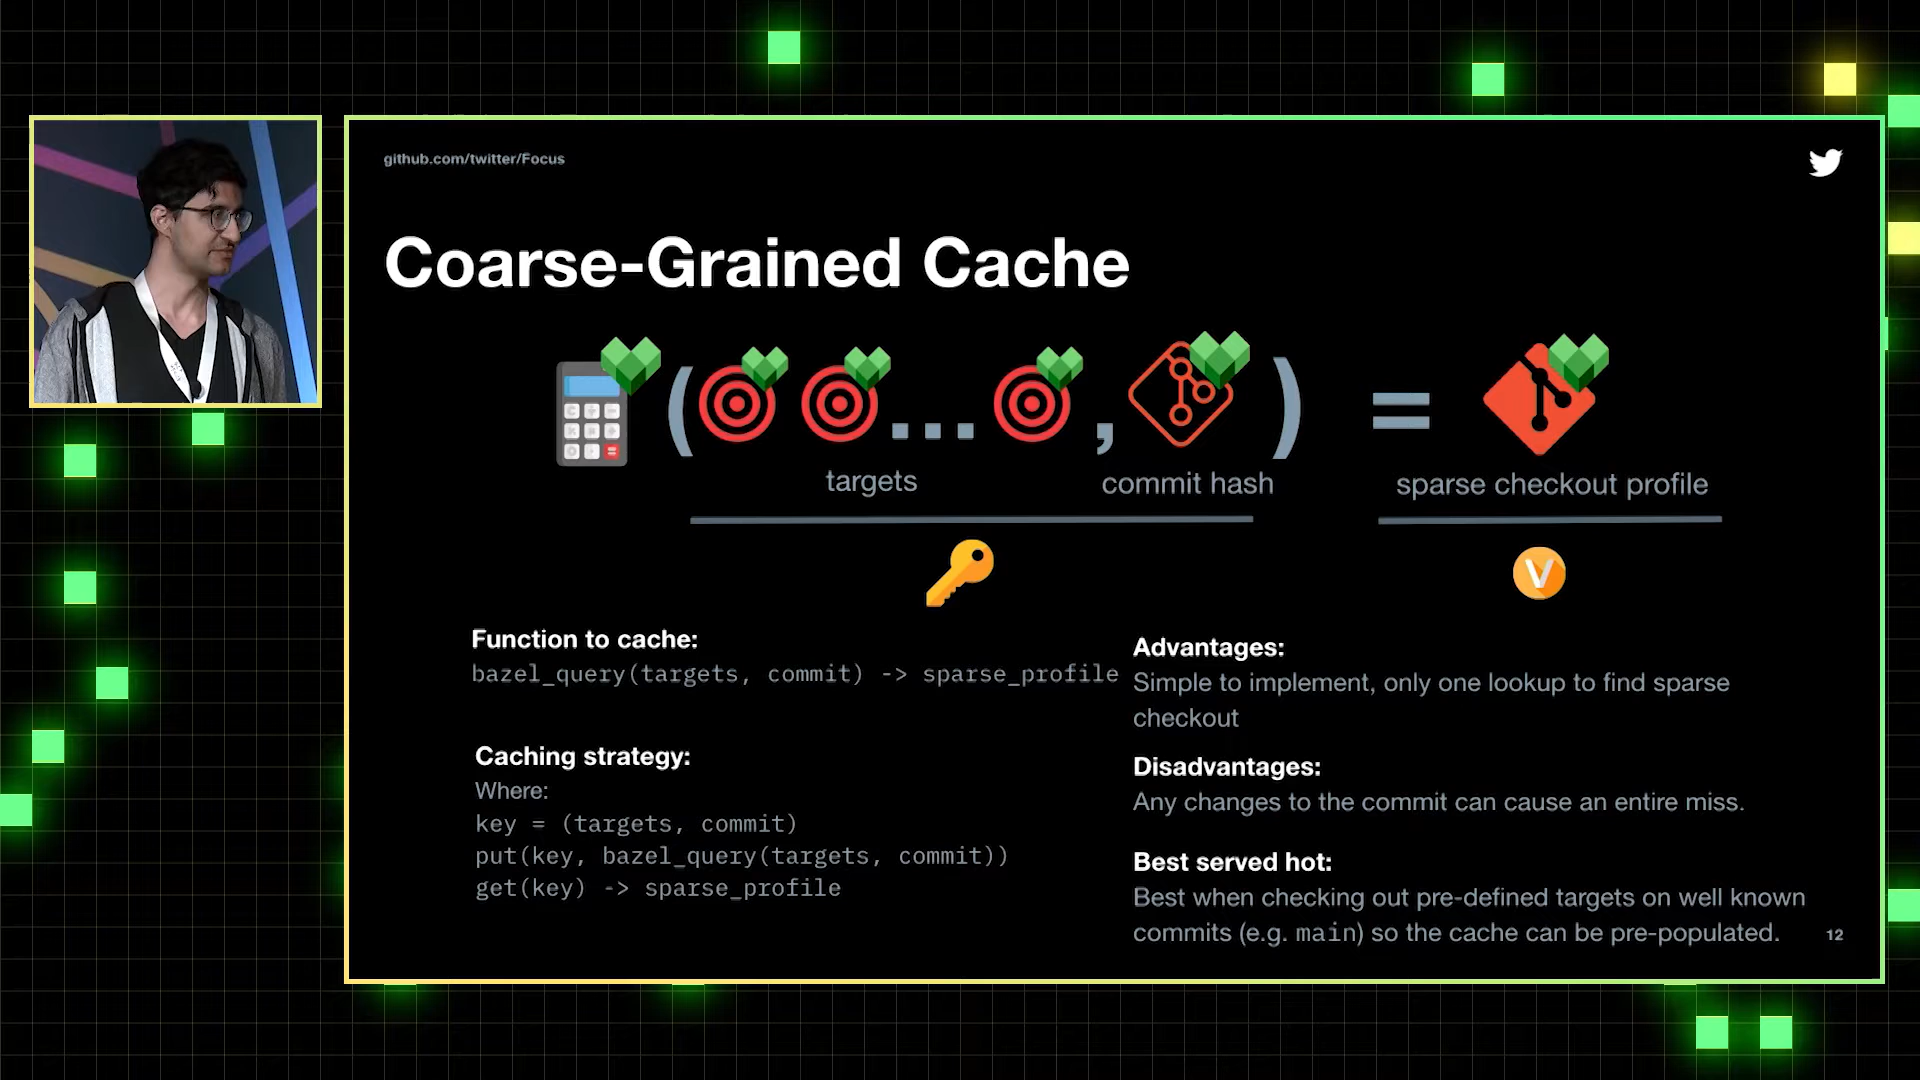 github.com/twitter/Focus
Coarse-Grained Cache
( ... , ) =
targets
commit hash
sparse checkout profile
V
Function to cache:
bazel_query(targets, commit) -> sparse_profile
Caching strategy:
Where:
key = (targets, commit)
put(key, bazel_query(targets, commit))
get(key) -> sparse_profile
Advantages:
Simple to implement, only one lookup to find sparse
checkout
Disadvantages:
Any changes to the commit can cause an entire miss.
Best served hot:
Best when checking out pre-defined targets on well known
commits (e.g. main) so the cache can be pre-populated.
12